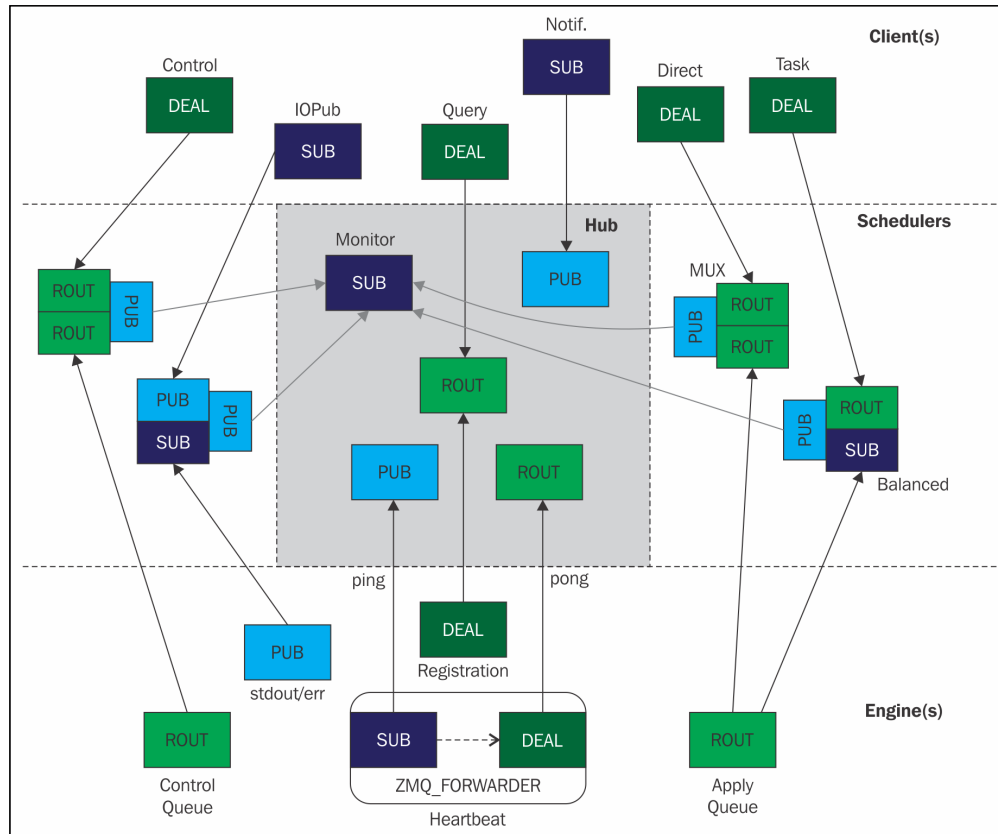 Notif.
Client(s)
SUB
Control
Direct
Task
DEAL
DEAL
DEAL
IOPub
Query
SUB
DEAL
Hub
Schedulers
Monitor
SUB
PUB
MUX
ROUT
ROUT
PUB
PUB
ROUT
ROUT
PUB
SUB
PUB
ROUT
PUB
ROUT
SUB
Balanced
PUB
ROUT
ping
pong
DEAL
Registration
PUB
stdout/err
Engine(s)
ROUT
Control
Queue
SUB
DEAL
ZMQ_FORWARDER
Heartbeat
ROUT
Apply
Queue